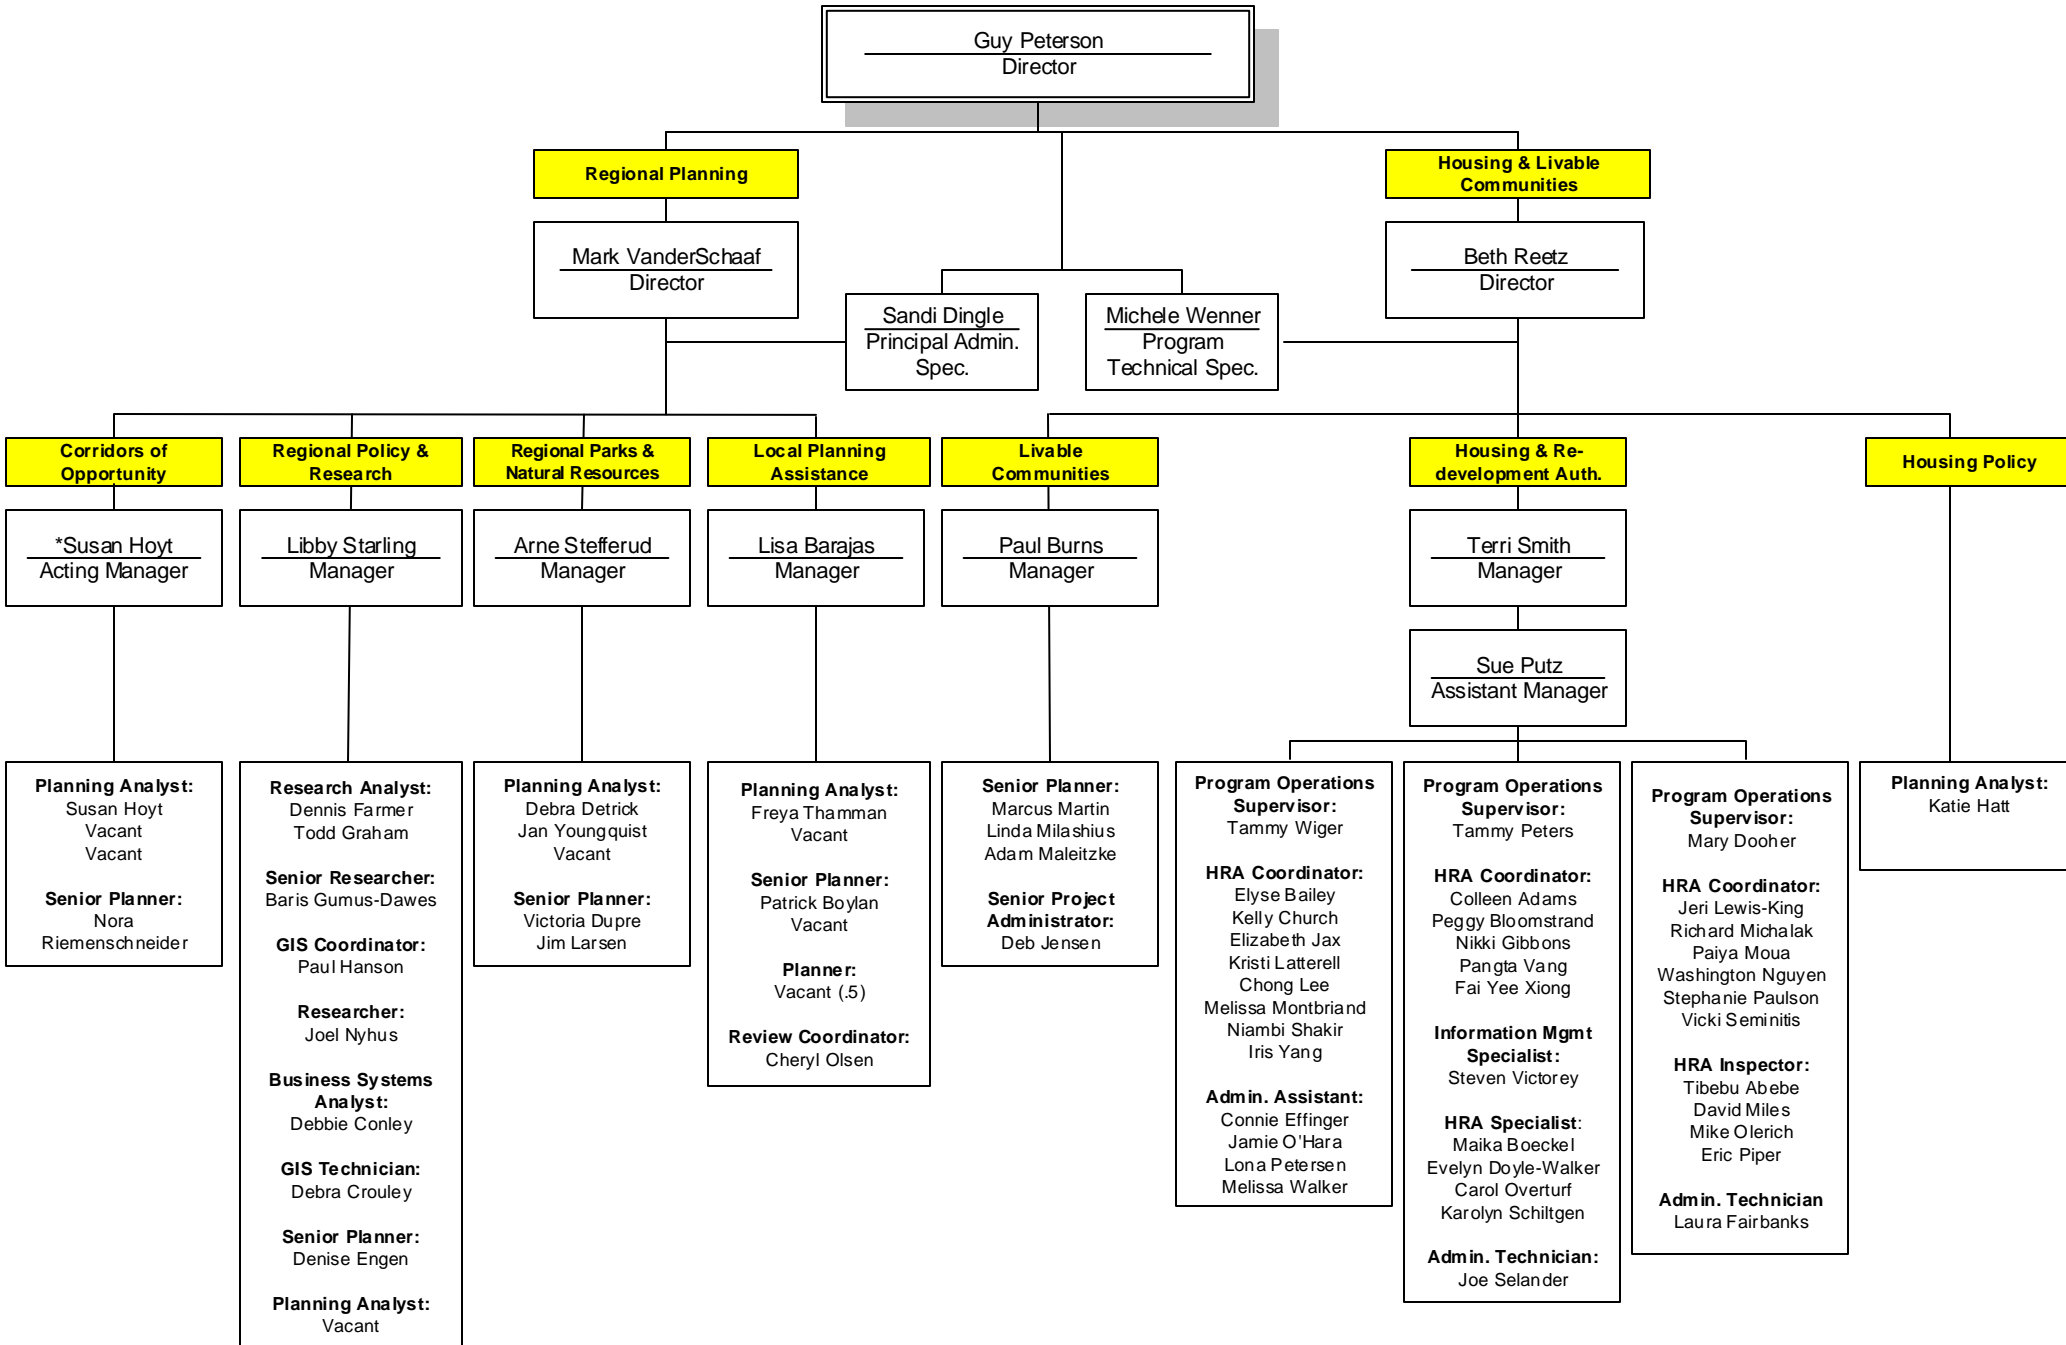 Guy Peterson
Director
Regional Planning
Housing & Livable
Communities
Mark VanderSchaaf
Director
Beth Reetz
Director
Sandi Dingle
Principal Admin.
Spec.
Michele Wenner
Program
Technical Spec.
Corridors of
Opportunity
Regional Policy &
Research
Regional Parks &
Natural Resources
Local Planning
Assistance
Livable
Communities
Housing & Re-
development Auth.
Housing Policy
*Susan Hoyt
Acting Manager
Libby Starling
Manager
Arne Stefferud
Manager
Lisa Barajas
Manager
Paul Burns
Manager
Terri Smith
Manager
Sue Putz
Assistant Manager
Planning Analyst:
Susan Hoyt
Vacant
Vacant
Senior Planner:
Nora
Riemenschneider
Research Analyst:
Dennis Farmer
Todd Graham
Senior Researcher:
Baris Gumus-Dawes
GIS Coordinator:
Paul Hanson
Researcher:
Joel Nyhus
Business Systems
Analyst:
Debbie Conley
GIS Technician:
Debra Crouley
Senior Planner:
Denise Engen
Planning Analyst:
Vacant
Planning Analyst:
Debra Detrick
Jan Youngquist
Vacant
Senior Planner:
Victoria Dupre
Jim Larsen
Planning Analyst:
Freya Thamman
Vacant
Senior Planner:
Patrick Boylan
Vacant
Planner:
Vacant (.5)
Review Coordinator:
Cheryl Olsen
Senior Planner:
Marcus Martin
Linda Milashius
Adam Maleitzke
Senior Project
Administrator:
Deb Jensen
Program Operations
Supervisor:
Tammy Wiger
HRA Coordinator:
Elyse Bailey
Kelly Church
Elizabeth Jax
Kristi Latterell
Chong Lee
Melissa Montbriand
Niambi Shakir
Iris Yang
Admin. Assistant:
Connie Effinger
Jamie O'Hara
Lona Petersen
Melissa Walker
Program Operations
Supervisor:
Tammy Peters
HRA Coordinator:
Colleen Adams
Peggy Bloomstrand
Nikki Gibbons
Pangta Vang
Fai Yee Xiong
Information Mgmt
Specialist:
Steven Victorey
HRA Specialist:
Maika Boeckel
Evelyn Doyle-Walker
Carol Overturf
Karolyn Schiltgen
Admin. Technician:
Joe Selander
Program Operations
Supervisor:
Mary Dooher
HRA Coordinator:
Jeri Lewis-King
Richard Michalak
Paiya Moua
Washington Nguyen
Stephanie Paulson
Vicki Seminitis
HRA Inspector:
Tibebu Abebe
David Miles
Mike Olerich
Eric Piper
Admin. Technician
Laura Fairbanks
Planning Analyst:
Katie Hatt